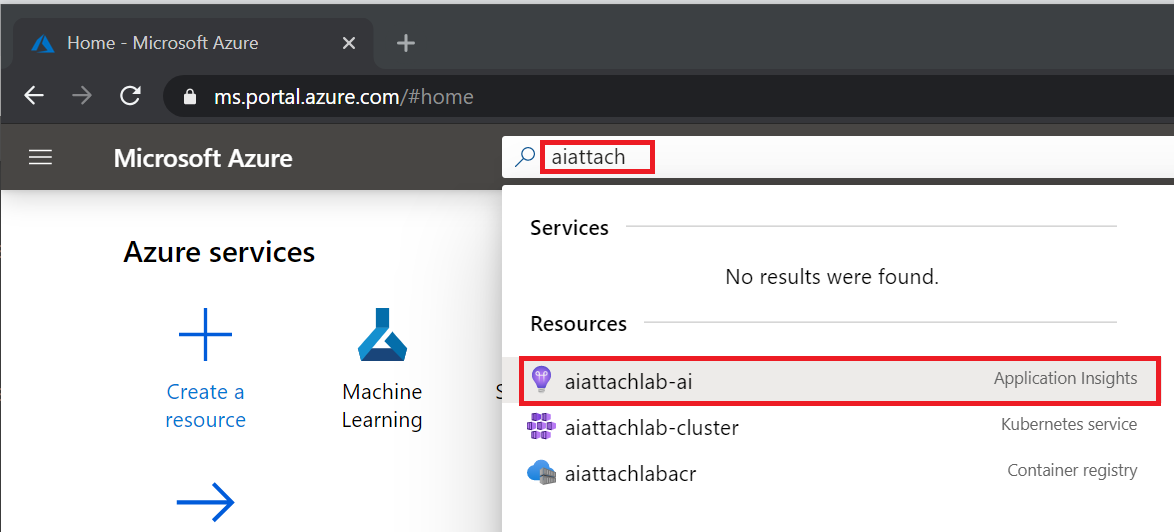 Home - Microsoft Azure
ms.portal.azure.com/#home
Microsoft Azure
aiattach
Azure services
Create a
resource
Machine
Learning
S
Services
No results were found.
Resources
aiattachlab-ai Application Insights
aiattachlab-cluster Kubernetes service
aiattachlabacr Container registry